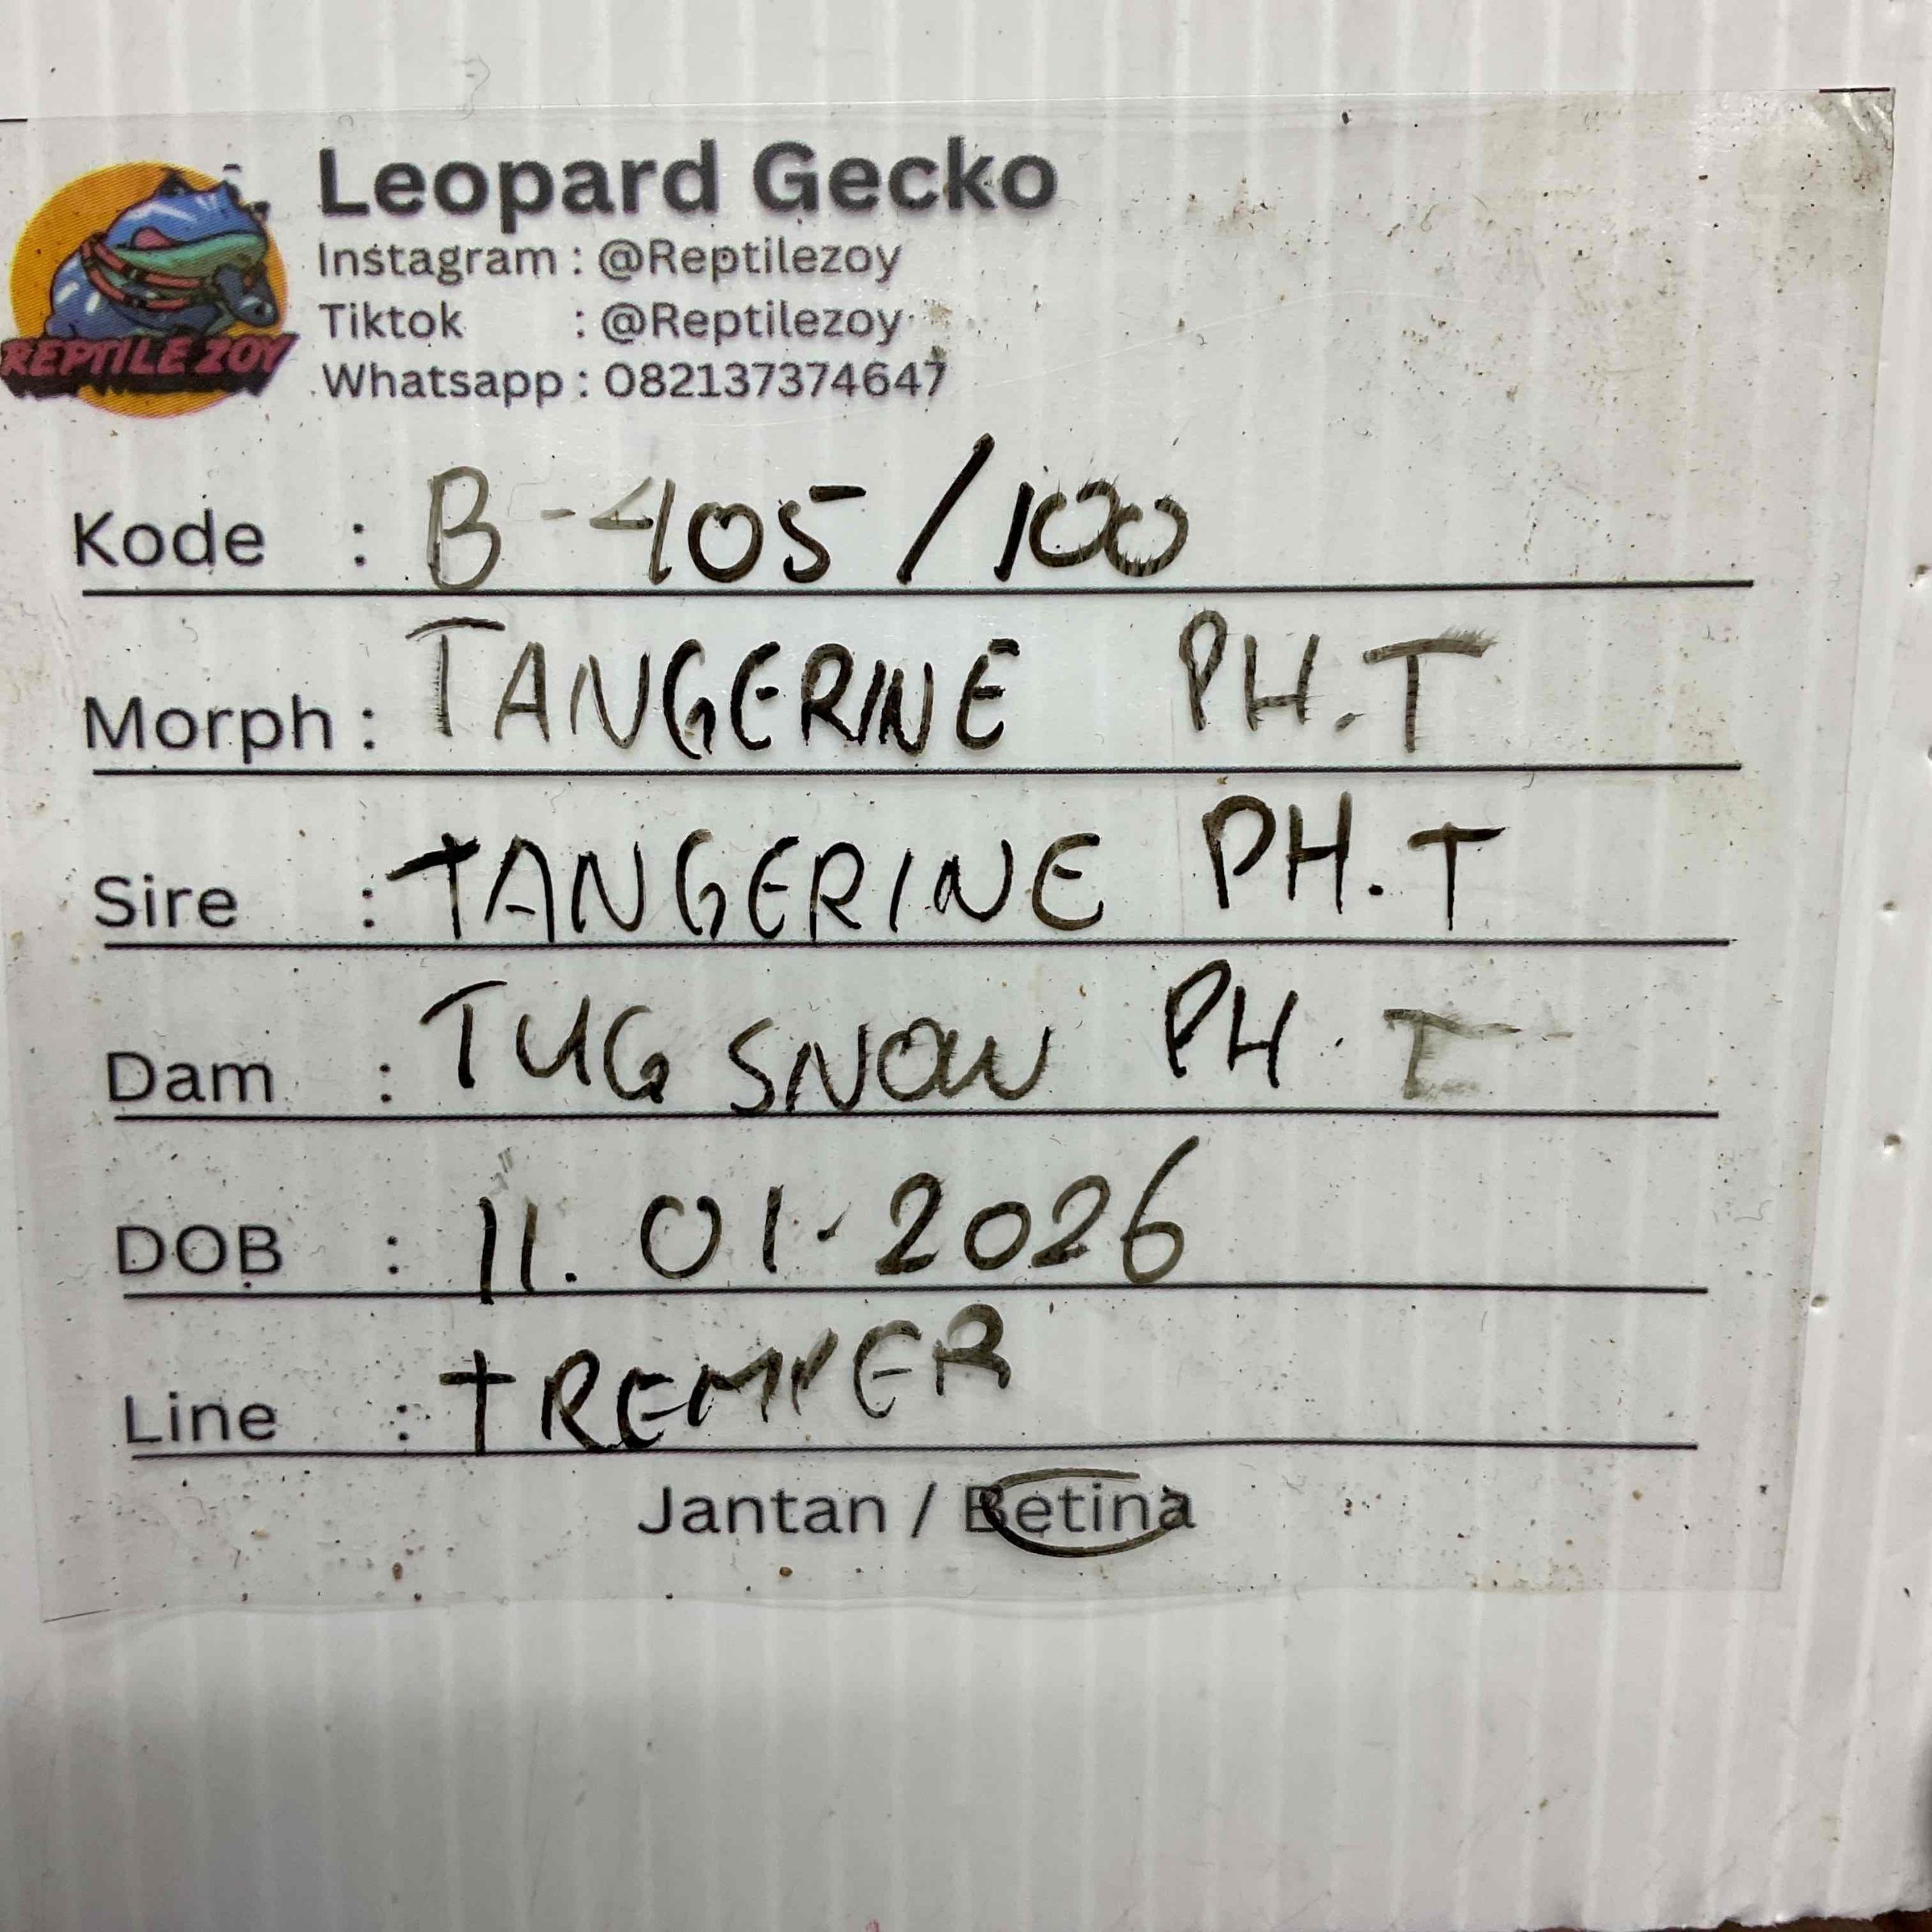 Leopard Gecko
Instagram : @Reptilezoy
Tiktok : @Reptilezoy
Whatsapp : 082137374647
REPTILE ZOY
Kode : B-405/100
Morph : TANGERINE PH.T
Sire : TANGERINE PH.T
Dam : TUG SNOW PH.T
DOB : 11.01.2026
Line : TREMPER
Jantan / Betina